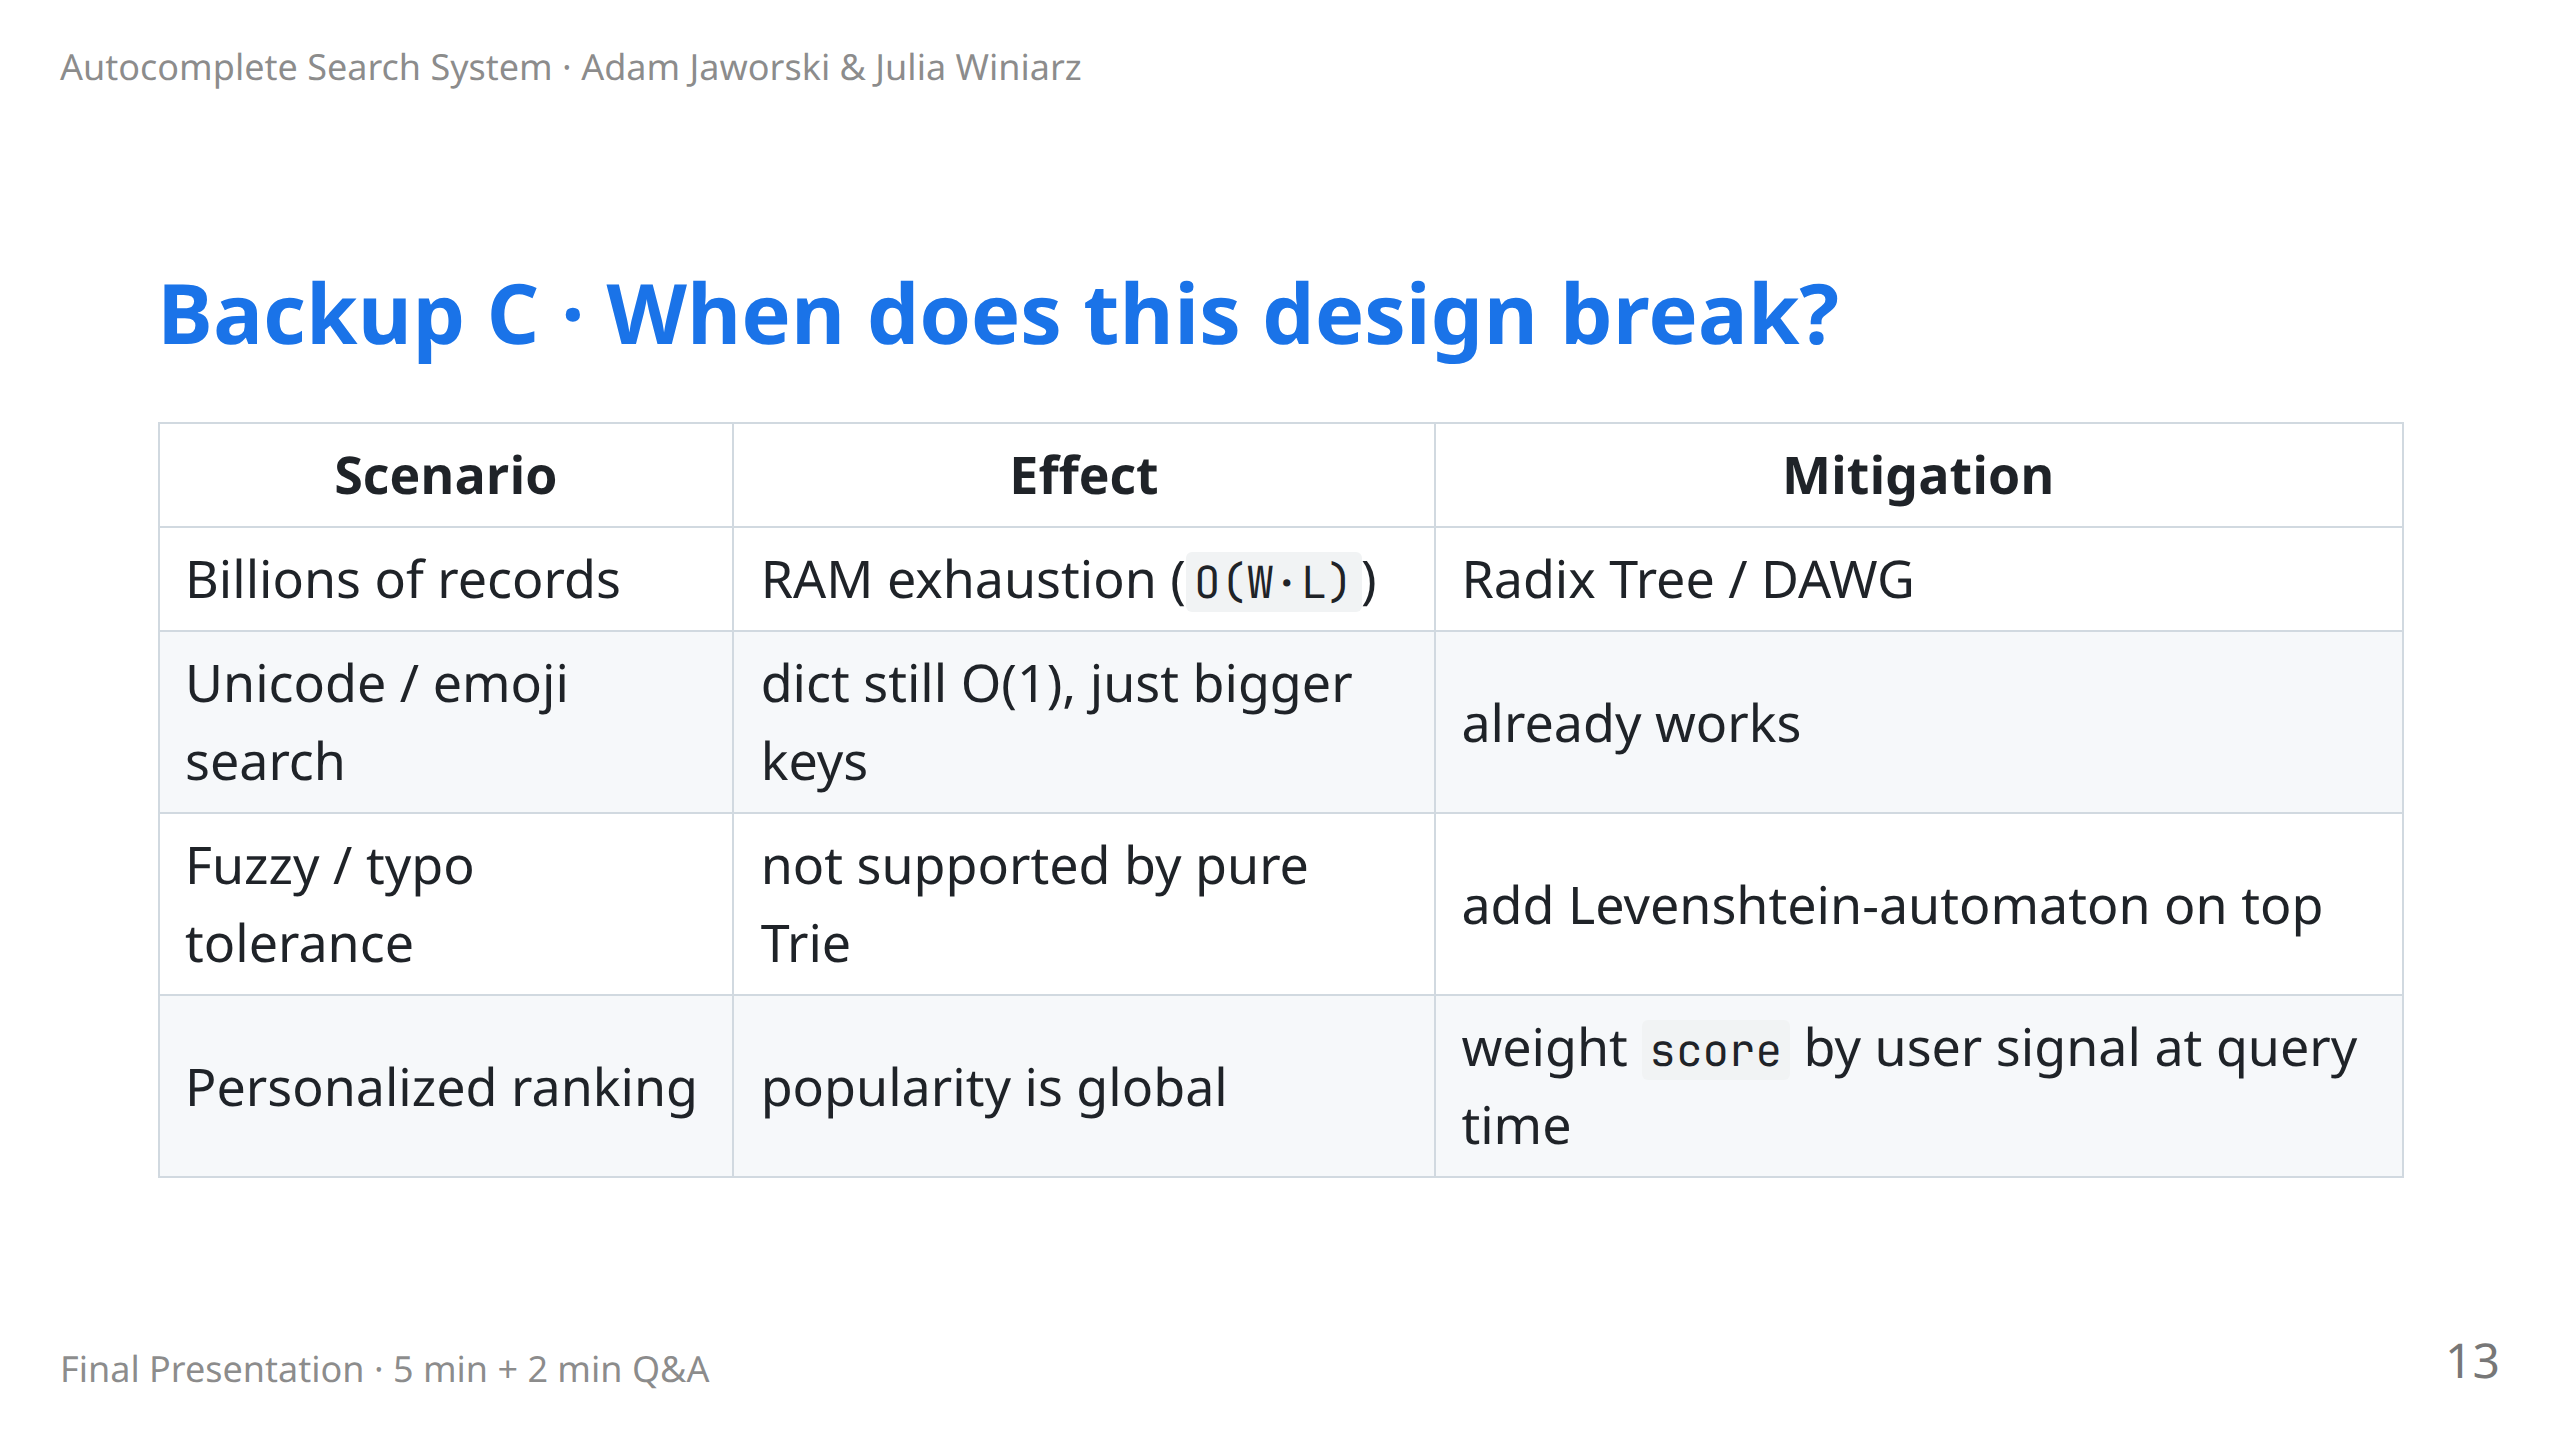 Autocomplete Search System · Adam Jaworski & Julia Winiarz
Backup C · When does this design break?
Scenario
Effect
Mitigation
Billions of records
RAM exhaustion (O(W·L))
Radix Tree / DAWG
Unicode / emoji
search
dict still O(1), just bigger
keys
already works
Fuzzy / typo
tolerance
not supported by pure
Trie
add Levenshtein-automaton on top
Personalized ranking
popularity is global
weight score by user signal at query
time
Final Presentation · 5 min + 2 min Q&A
13